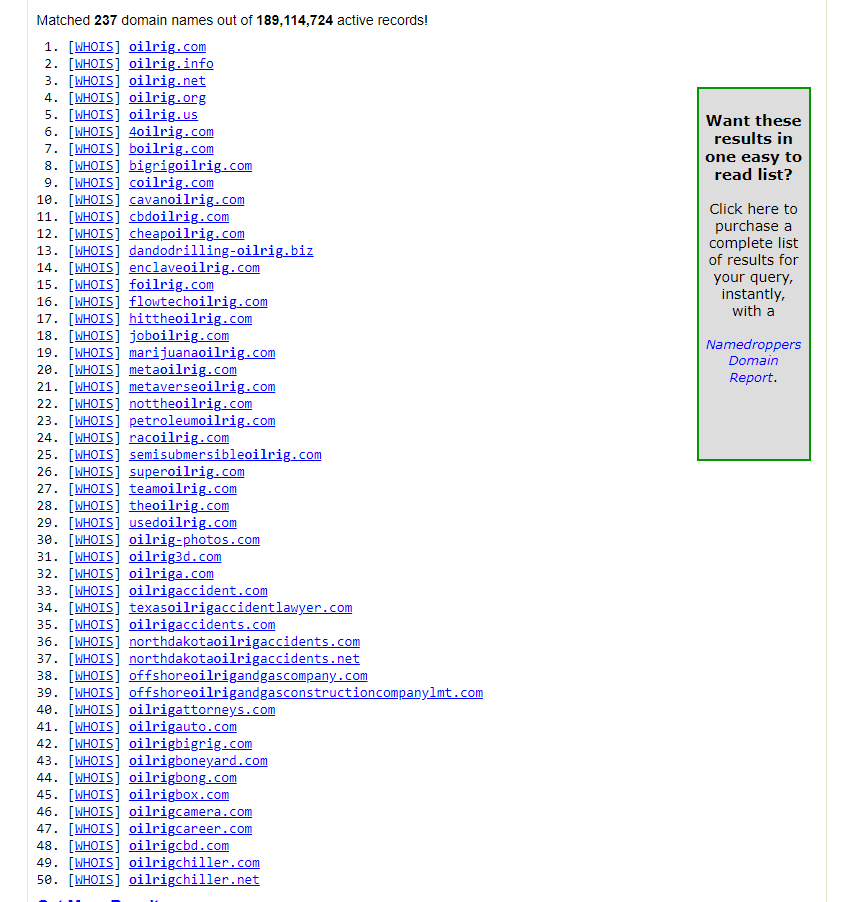 Matched 237 domain names out of 189,114,724 active records!
1. [WHOIS] oilrig.com
2. [WHOIS] oilrig.info
3. [WHOIS] oilrig.net
4. [WHOIS] oilrig.org
5. [WHOIS] oilrig.us
6. [WHOIS] 4oilrig.com
7. [WHOIS] boilrig.com
8. [WHOIS] bigrigoilrig.com
9. [WHOIS] coilrig.com
10. [WHOIS] cavanoilrig.com
11. [WHOIS] cbdoilrig.com
12. [WHOIS] cheapoilrig.com
13. [WHOIS] dandodrilling-oilrig.biz
14. [WHOIS] enclaveoilrig.com
15. [WHOIS] foilrig.com
16. [WHOIS] flowtechoilrig.com
17. [WHOIS] hittheoilrig.com
18. [WHOIS] joboilrig.com
19. [WHOIS] marijuanaoilrig.com
20. [WHOIS] metaoilrig.com
21. [WHOIS] metaverseoilrig.com
22. [WHOIS] nottheoilrig.com
23. [WHOIS] petroleumoilrig.com
24. [WHOIS] racoilrig.com
25. [WHOIS] semisubmersibleoilrig.com
26. [WHOIS] superoilrig.com
27. [WHOIS] teamoilrig.com
28. [WHOIS] theoilrig.com
29. [WHOIS] usedoilrig.com
30. [WHOIS] oilrig-photos.com
31. [WHOIS] oilrig3d.com
32. [WHOIS] oilriga.com
33. [WHOIS] oilrigaccident.com
34. [WHOIS] texasoilrigaccidentlawyer.com
35. [WHOIS] oilrigaccidents.com
36. [WHOIS] northdakotaoilrigaccidents.com
37. [WHOIS] northdakotaoilrigaccidents.net
38. [WHOIS] offshoreoilrigandgascompany.com
39. [WHOIS] offshoreoilrigandgasconstructioncompanylmt.com
40. [WHOIS] oilrigattorneys.com
41. [WHOIS] oilrigauto.com
42. [WHOIS] oilrigbigrig.com
43. [WHOIS] oilrigboneyard.com
44. [WHOIS] oilrigbong.com
45. [WHOIS] oilrigbox.com
46. [WHOIS] oilrigcamera.com
47. [WHOIS] oilrigcareer.com
48. [WHOIS] oilrigcbd.com
49. [WHOIS] oilrigchiller.com
50. [WHOIS] oilrigchiller.net
Want these
results in
one easy to
read list?
Click here to
purchase a
complete list
of results for
your query,
instantly,
with a
Namedroppers
Domain
Report.